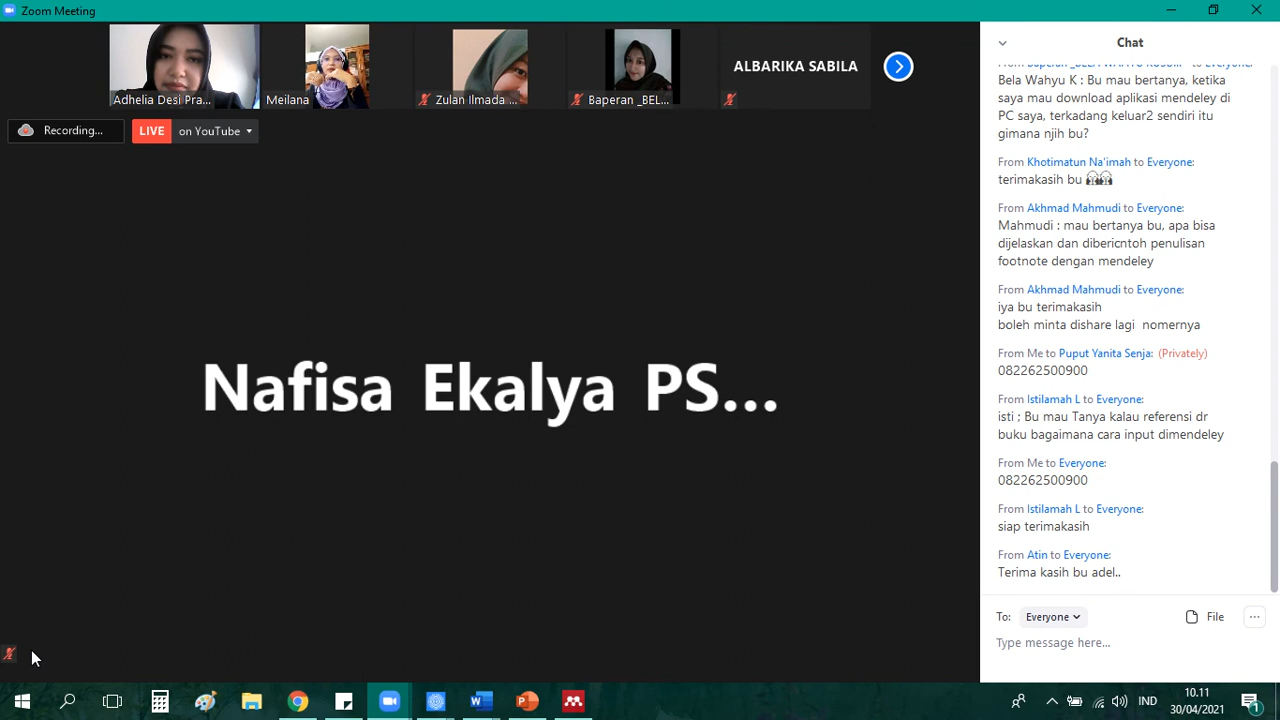 Zoom Meeting
Adhelia Desi Pra...
Meilana
Zulan Ilmada ...
Baperan _BEL...
ALBARIKA SABILA
Recording...
LIVE on YouTube
Nafisa Ekalya PS...
Chat
Bela Wahyu K : Bu mau bertanya, ketika
saya mau download aplikasi mendeley di
PC saya, terkadang keluar2 sendiri itu
gimana njih bu?
From Khotimatun Na'imah to Everyone:
terimakasih bu
From Akhmad Mahmudi to Everyone:
Mahmudi : mau bertanya bu, apa bisa
dijelaskan dan dibericntoh penulisan
footnote dengan mendeley
From Akhmad Mahmudi to Everyone:
iya bu terimakasih
boleh minta dishare lagi nomernya
From Me to Puput Yanita Senja: (Privately)
082262500900
From Istilamah L to Everyone:
isti ; Bu mau Tanya kalau referensi dr
buku bagaimana cara input dimendeley
From Me to Everyone:
082262500900
From Istilamah L to Everyone:
siap terimakasih
From Atin to Everyone:
Terima kasih bu adel..
To: Everyone
File
Type message here...
IND
10.11
30/04/2021
1